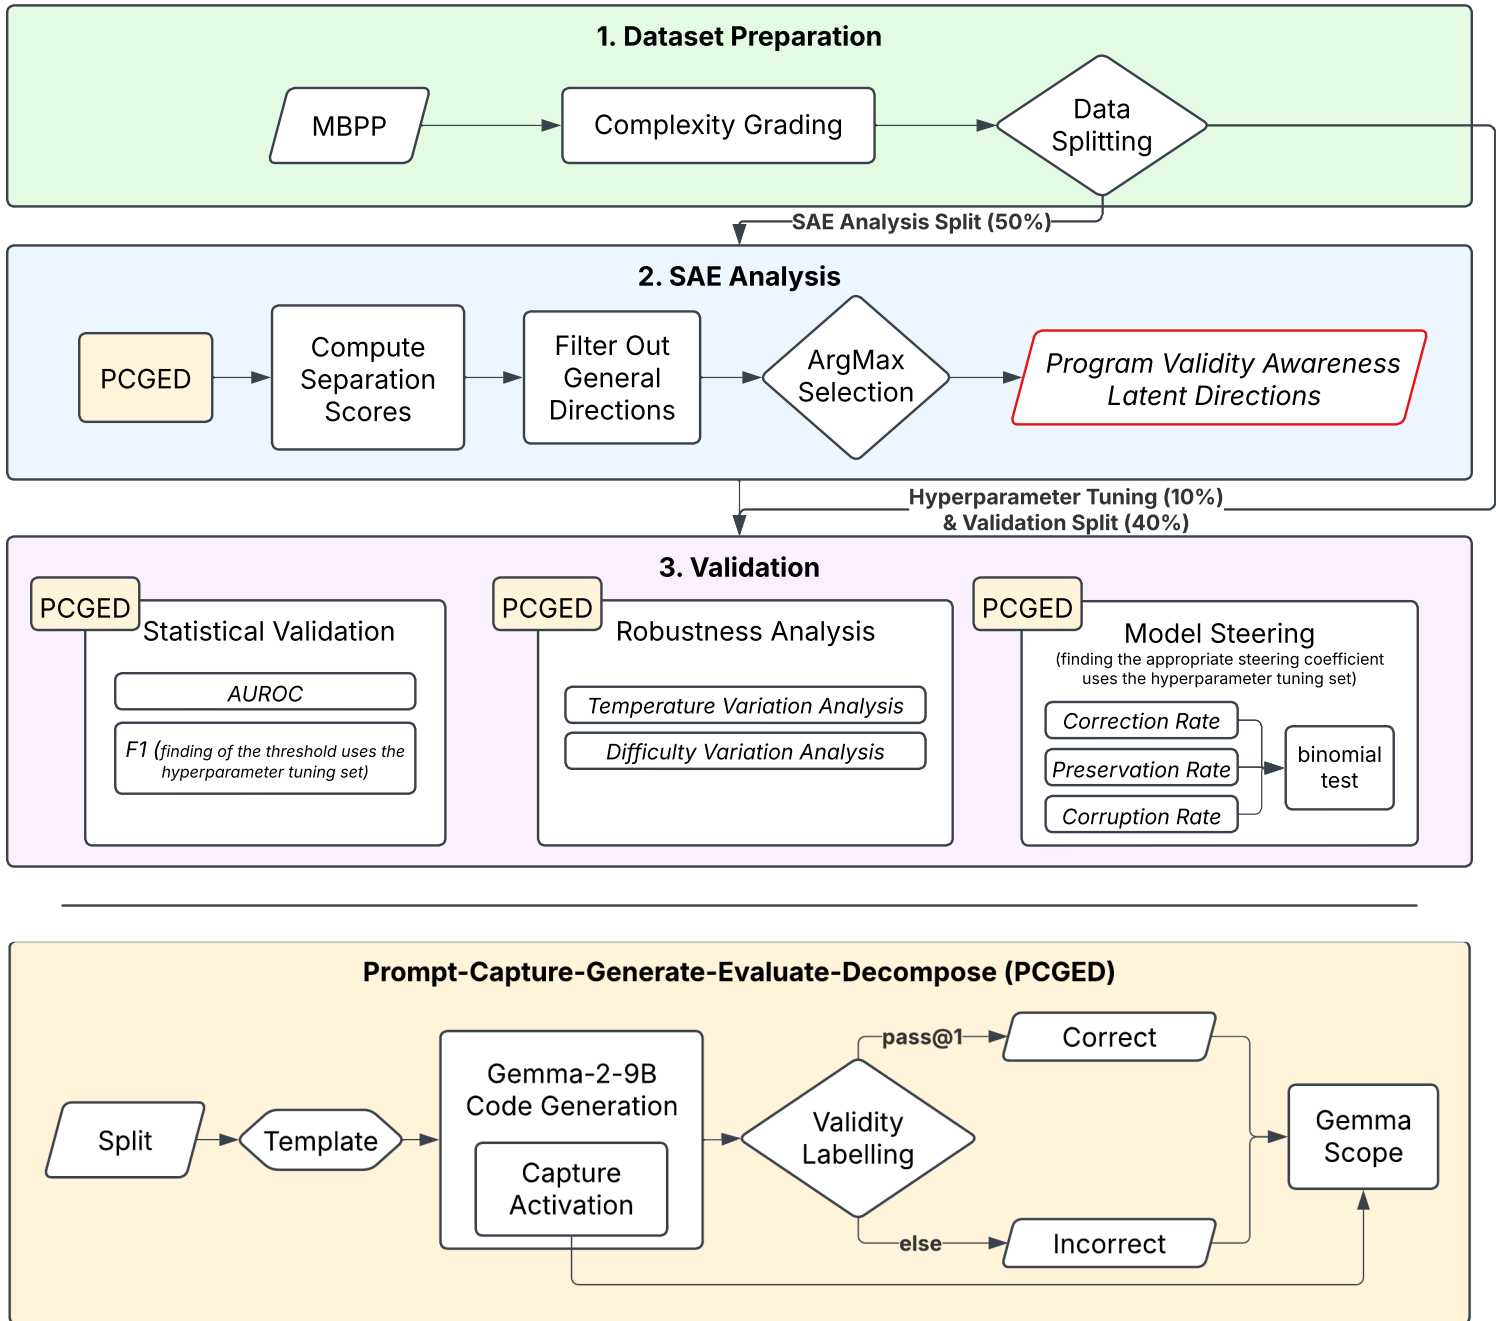 1. Dataset Preparation
MBPP
Complexity Grading
Data
Splitting
SAE Analysis Split (50%)
2. SAE Analysis
PCGED
Compute
Separation
Scores
Filter Out
General
Directions
ArgMax
Selection
Program Validity Awareness
Latent Directions
Hyperparameter Tuning (10%)
& Validation Split (40%)
3. Validation
PCGED
Statistical Validation
AUROC
F1 (finding of the threshold uses the
hyperparameter tuning set)
PCGED
Robustness Analysis
Temperature Variation Analysis
Difficulty Variation Analysis
PCGED
Model Steering
(finding the appropriate steering coefficient
uses the hyperparameter tuning set)
Correction Rate
Preservation Rate
Corruption Rate
binomial
test
Prompt-Capture-Generate-Evaluate-Decompose (PCGED)
Split
Template
Gemma-2-9B
Code Generation
Capture
Activation
Validity
Labelling
pass@1
Correct
else
Incorrect
Gemma
Scope